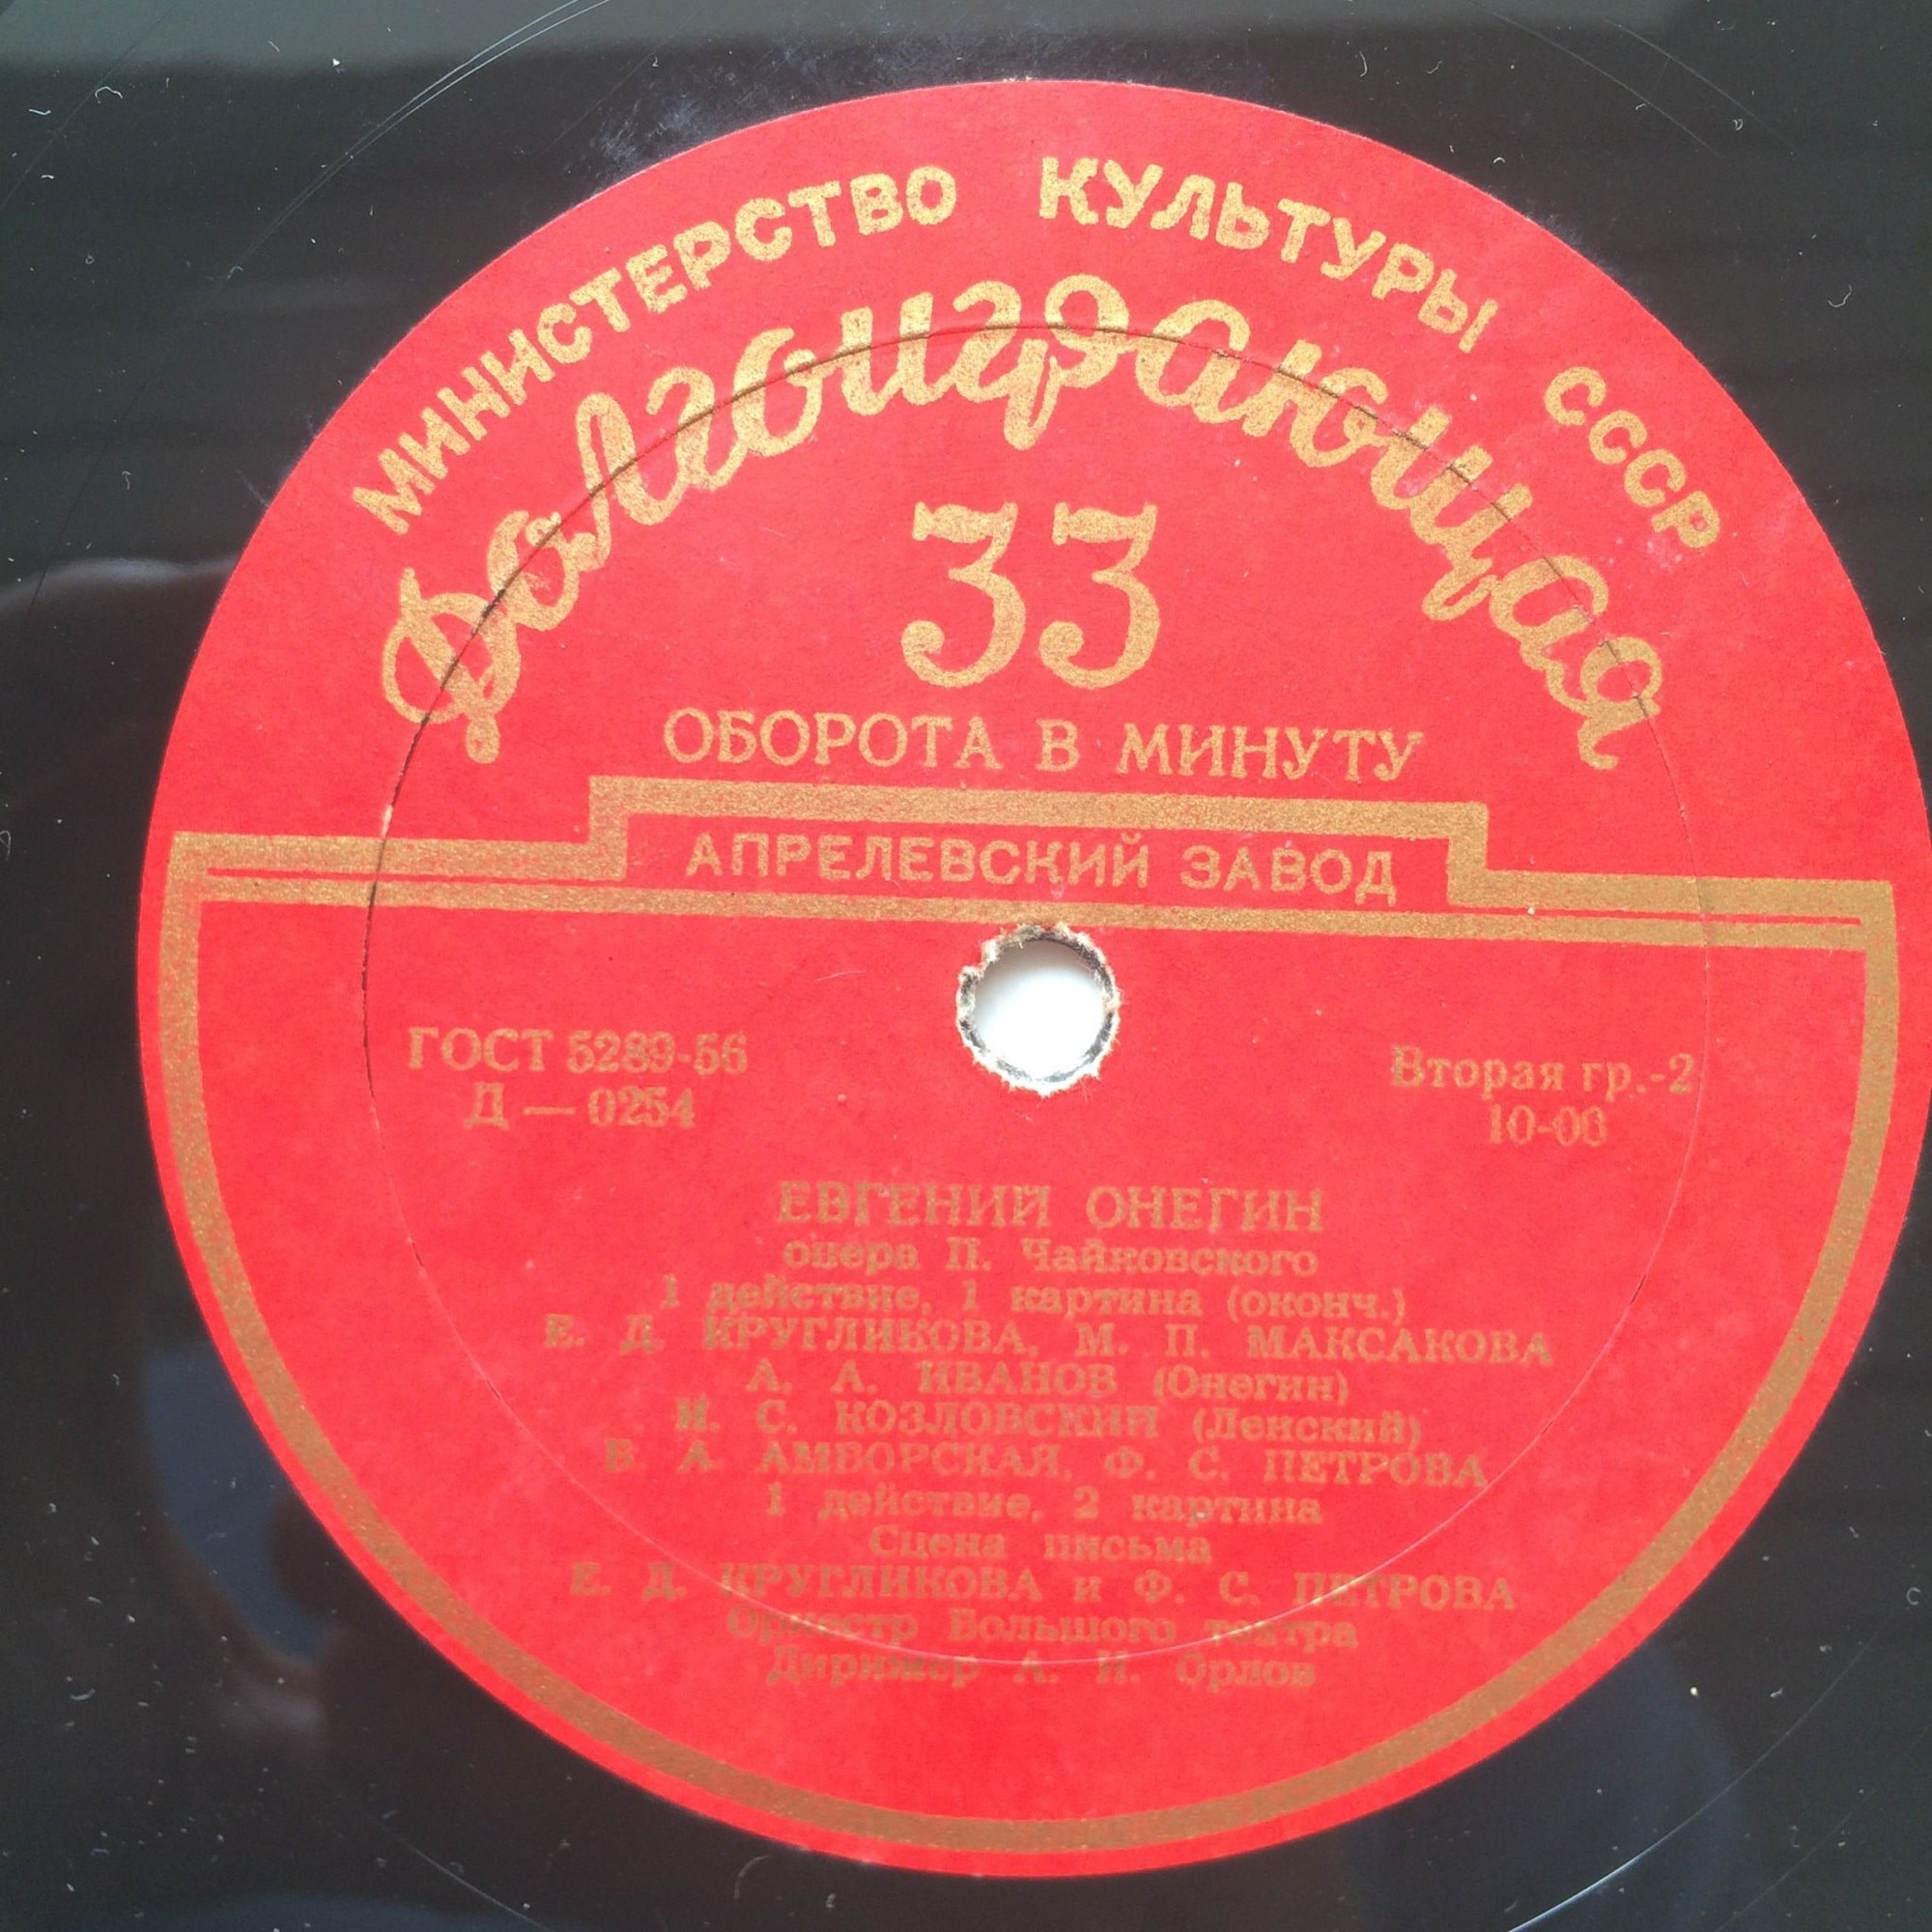 МИНИСТЕРСТВО КУЛЬТУРЫ СССР
Долгоиграющая
33
ОБОРОТА В МИНУТУ
АПРЕЛЕВСКИЙ ЗАВОД
ГОСТ 5289-56
Д — 0254
Вторая гр.-2
10-00
ЕВГЕНИЙ ОНЕГИН
опера П. Чайковского
1 действие, 1 картина (оконч.)
Е. Д. КРУГЛИКОВА, М. П. МАКСАКОВА
А. А. ИВАНОВ (Онегин)
И. С. КОЗЛОВСКИЙ (Ленский)
В. А. АМБОРСКАЯ, Ф. С. ПЕТРОВА
1 действие, 2 картина
Сцена письма
Е. Д. КРУГЛИКОВА и Ф. С. ПЕТРОВА
Оркестр Большого театра
Дирижер А. И. Орлов